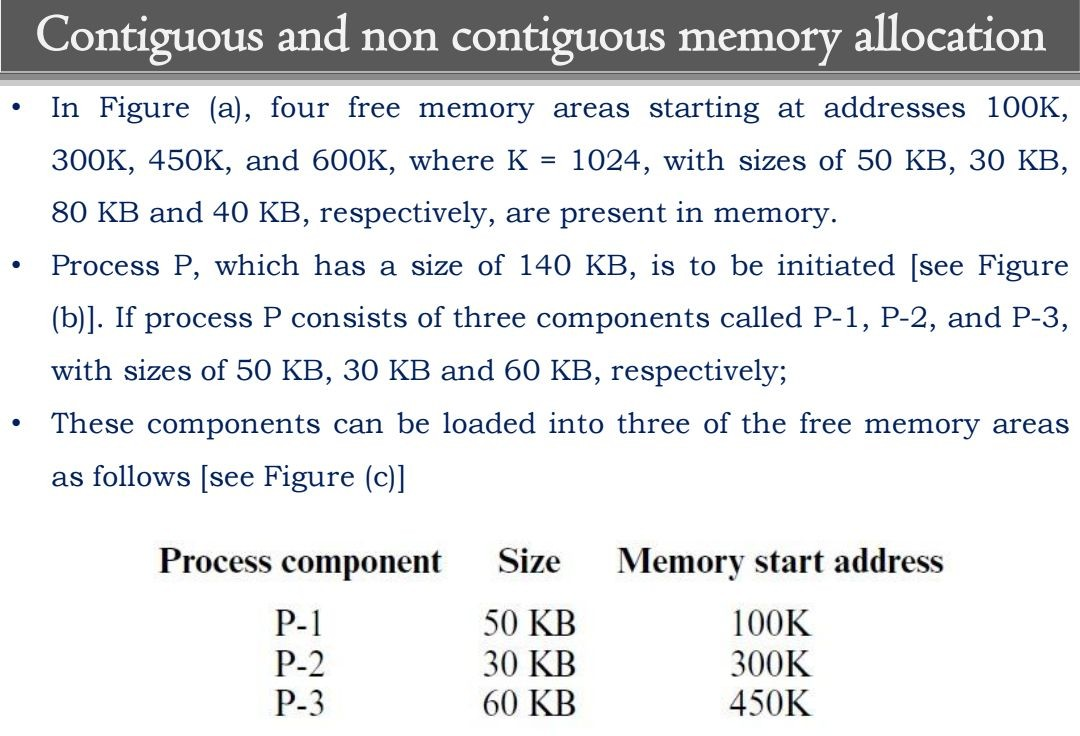 Contiguous and non contiguous memory allocation
• In Figure (a), four free memory areas starting at addresses 100K,
300K, 450K, and 600K, where K = 1024, with sizes of 50 KB, 30 KB,
80 KB and 40 KB, respectively, are present in memory.
• Process P, which has a size of 140 KB, is to be initiated [see Figure
(b)]. If process P consists of three components called P-1, P-2, and P-3,
with sizes of 50 KB, 30 KB and 60 KB, respectively;
• These components can be loaded into three of the free memory areas
as follows [see Figure (c)]
Process component Size Memory start address
P-1 50 KB 100K
P-2 30 KB 300K
P-3 60 KB 450K